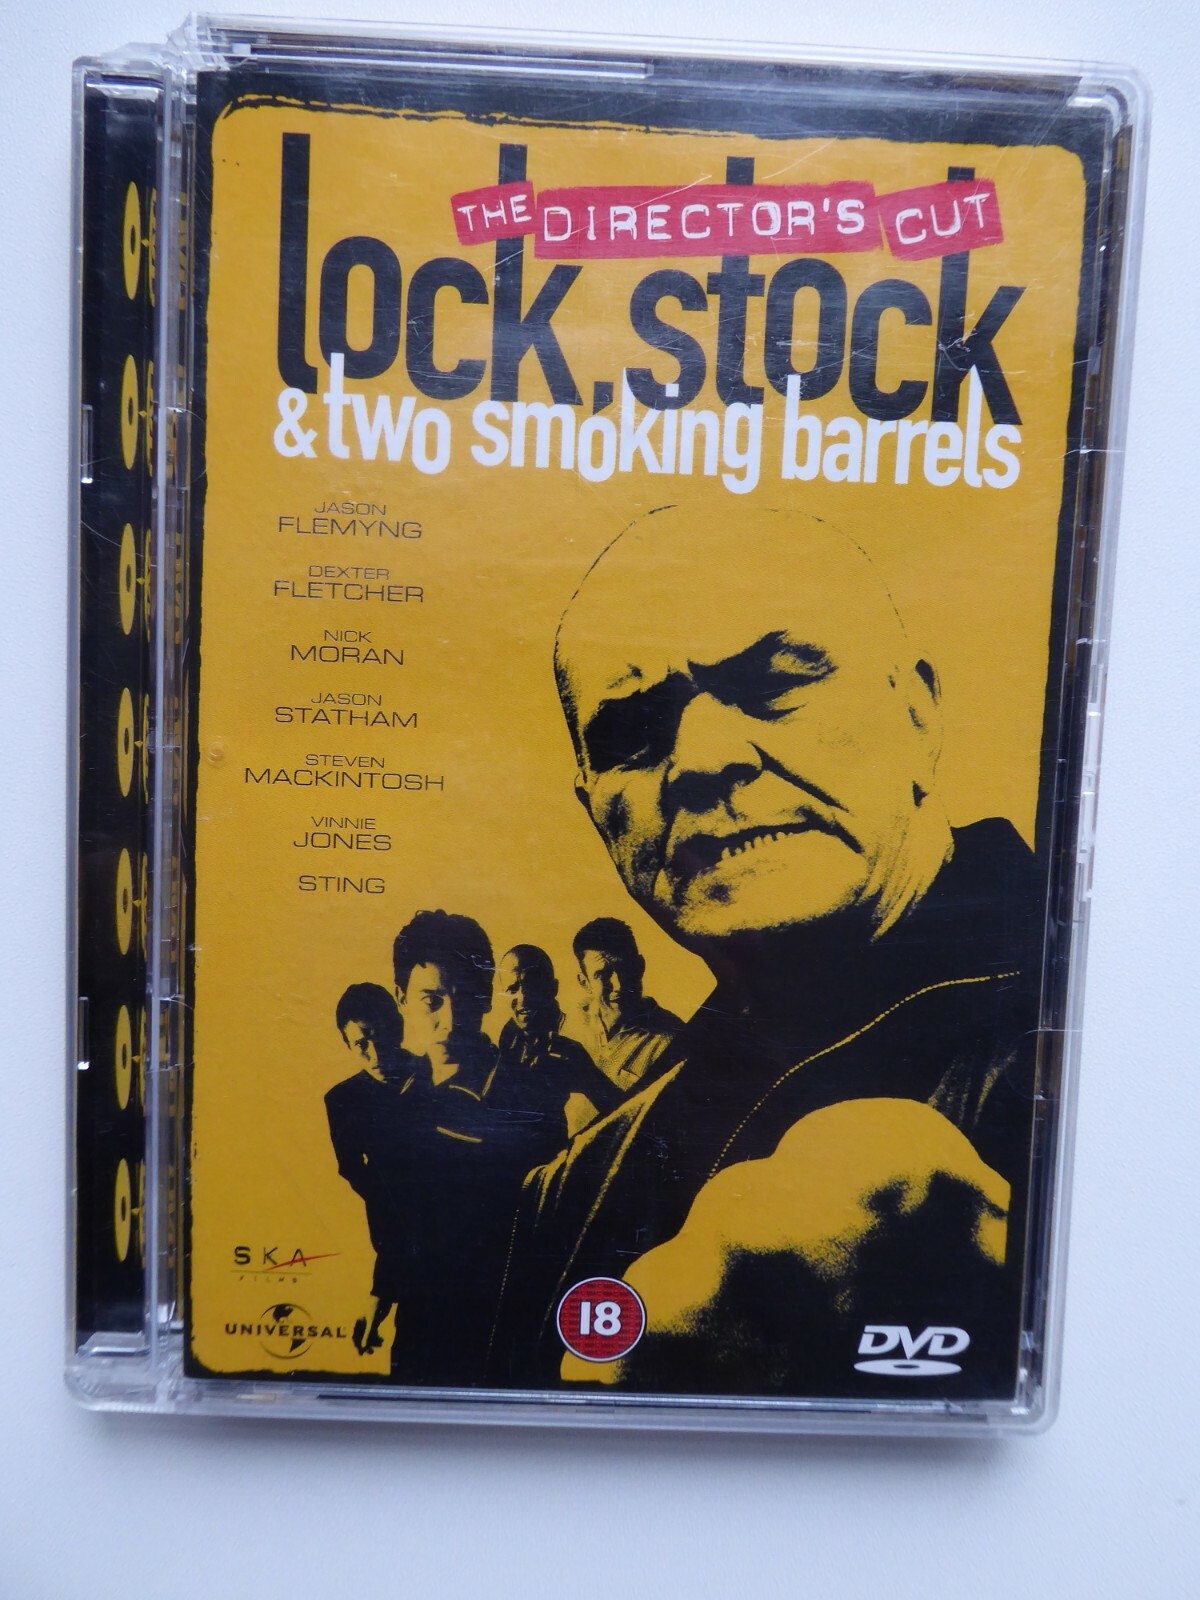 THE DIRECTOR'S CUT
lock, stock
& two smoking barrels
JASON
FLEMYNG
DEXTER
FLETCHER
NICK
MORAN
JASON
STATHAM
STEVEN
MACKINTOSH
VINNIE
JONES
STING
SKA
FILMS
UNIVERSAL
18
DVD